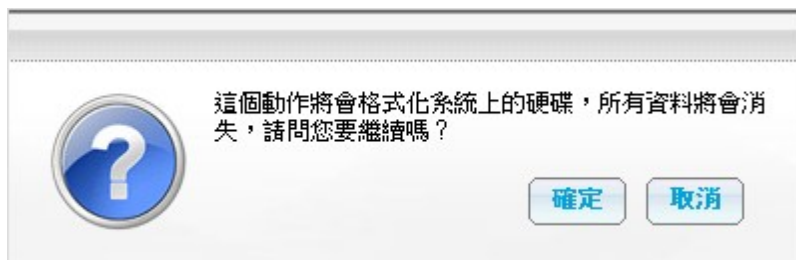 這個動作將會格式化系統上的硬碟，所有資料將會消
失，請問您要繼續嗎？
確定
取消